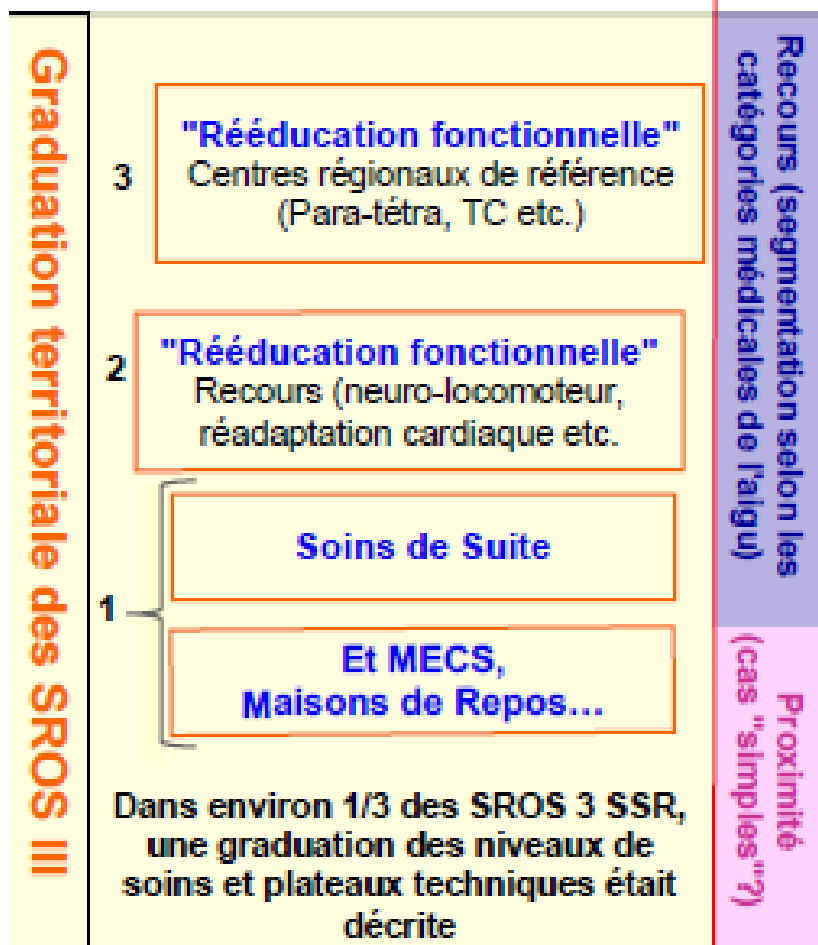 Graduation territoriale des SROS III
3
"Rééducation fonctionnelle"
Centres régionaux de référence
(Para-tétra, TC etc.)
2
"Rééducation fonctionnelle"
Recours (neuro-locomoteur,
réadaptation cardiaque etc.
1
Soins de Suite
Et MECS,
Maisons de Repos...
Dans environ 1/3 des SROS 3 SSR,
une graduation des niveaux de
soins et plateaux techniques était
décrite
Recours (segmentation selon les
catégories médicales de l'aigu)
Proximité
(cas "simples"?)